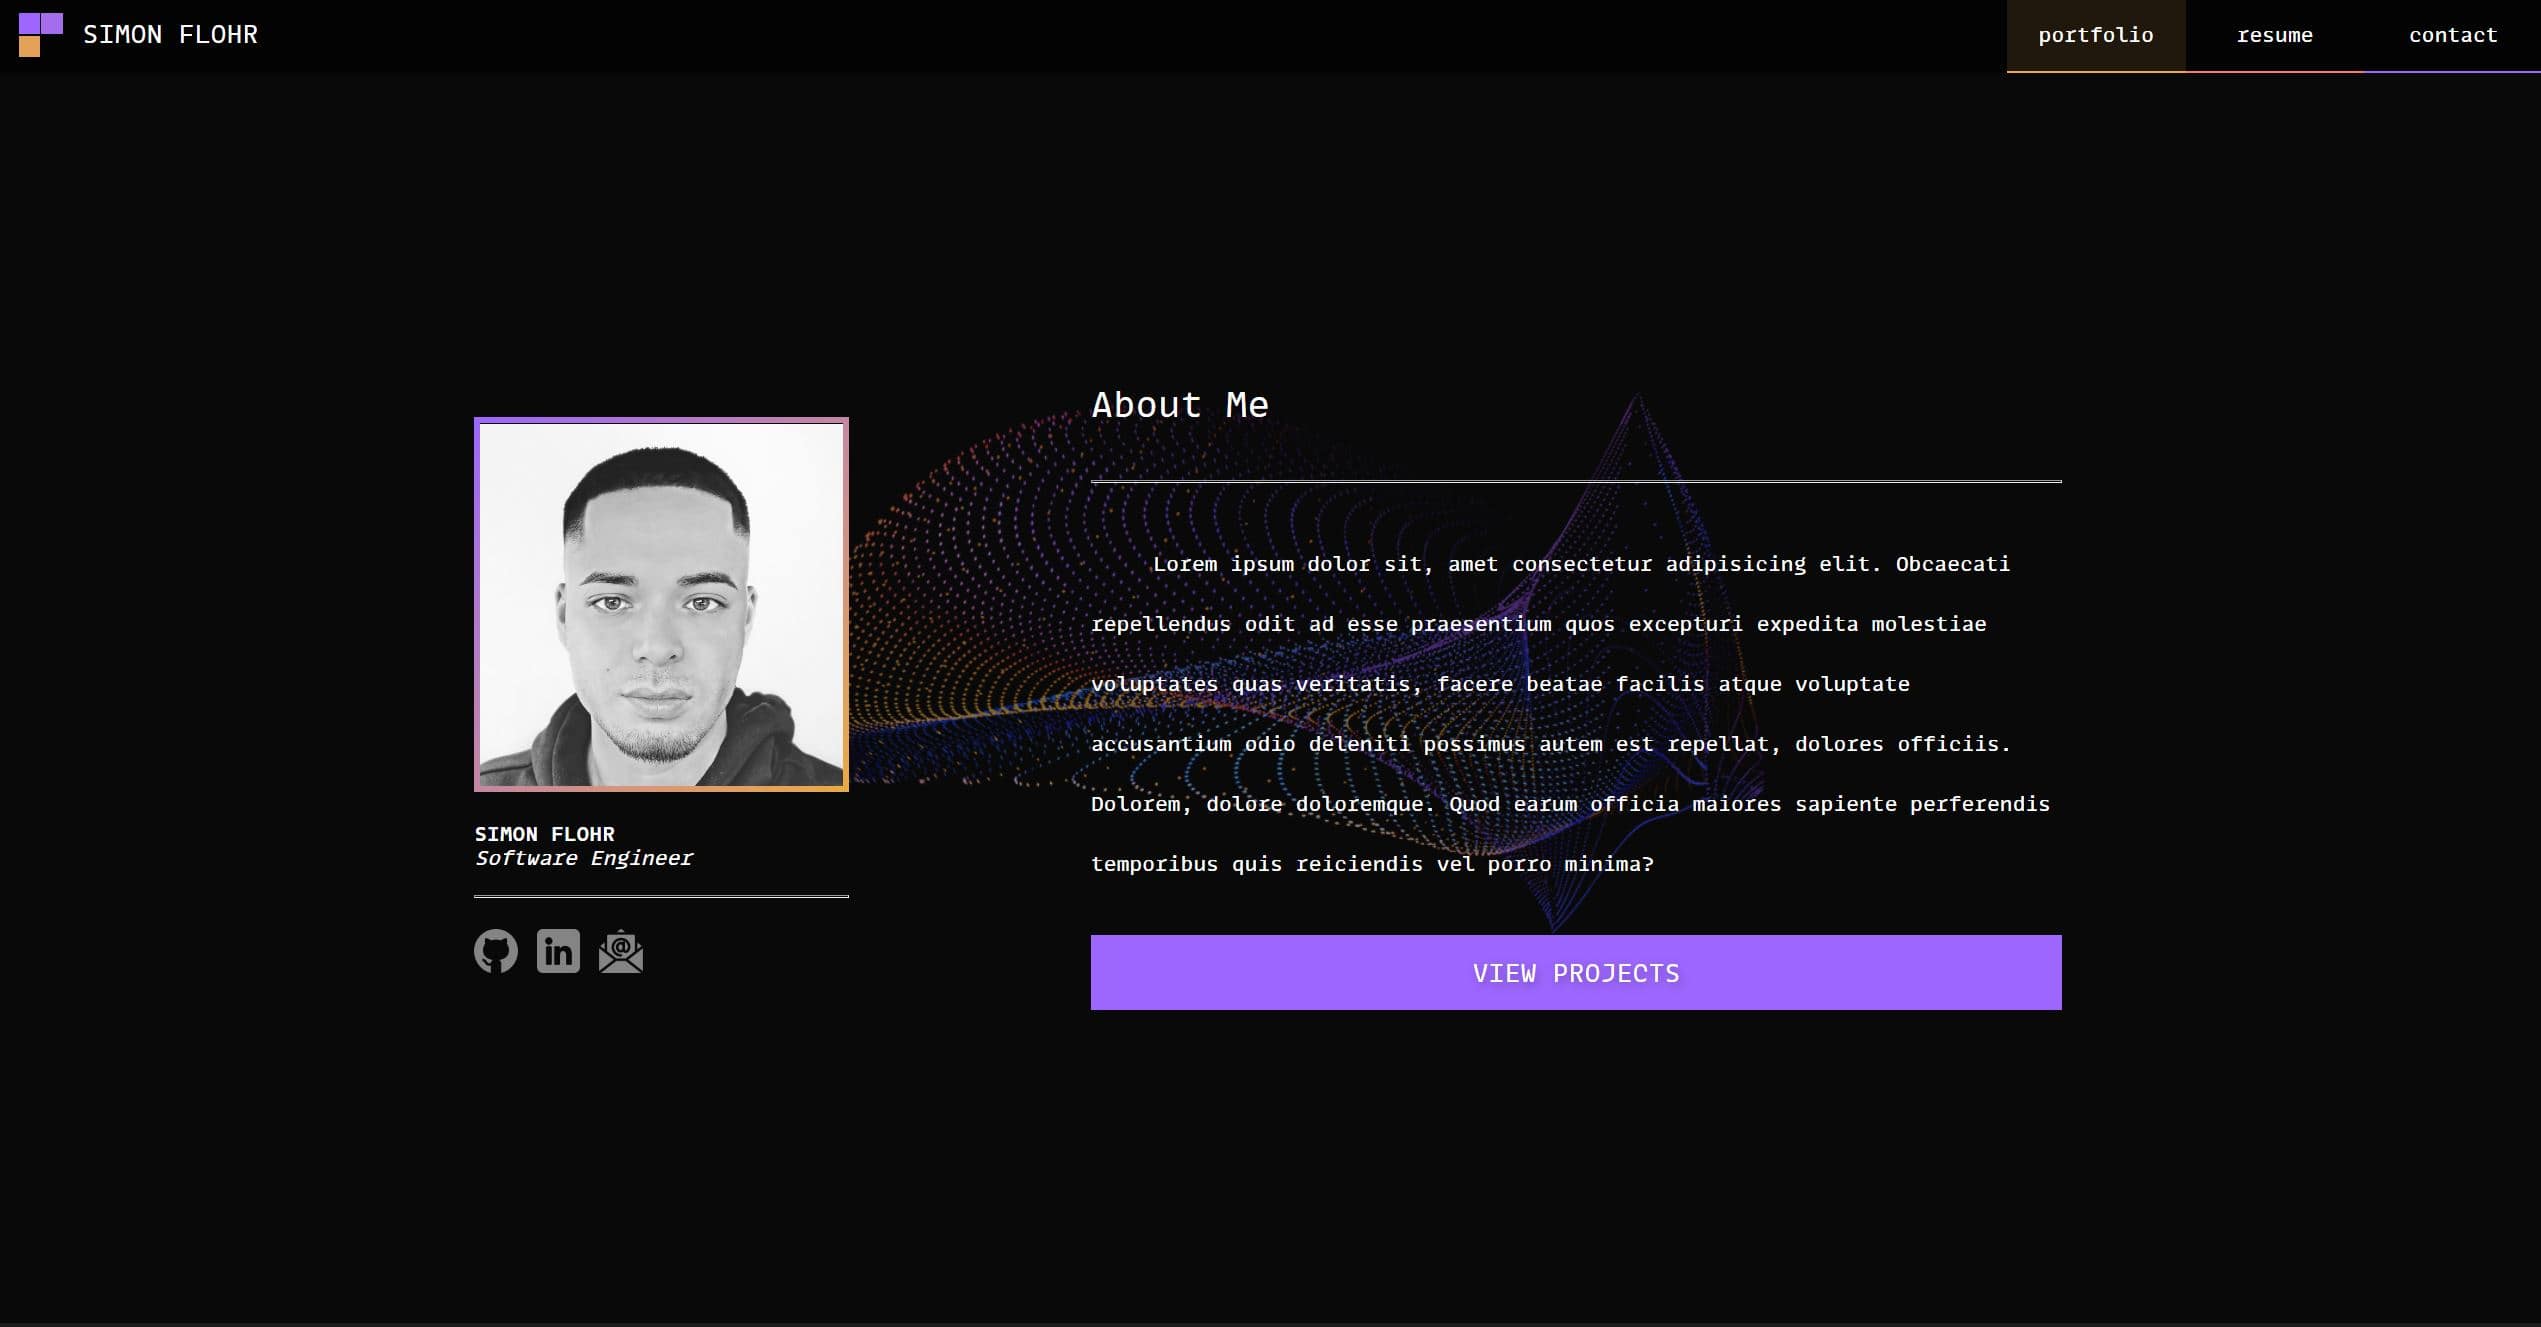 SIMON FLOHR
portfolio
resume
contact
About Me
Lorem ipsum dolor sit, amet consectetur adipisicing elit. Obcaecati
repellendus odit ad esse praesentium quos excepturi expedita molestiae
voluptates quas veritatis, facere beatae facilis atque voluptate
accusantium odio deleniti possimus autem est repellat, dolores officiis.
Dolorem, dolore doloremque. Quod earum officia maiores sapiente perferendis
temporibus quis reiciendis vel porro minima?
VIEW PROJECTS
SIMON FLOHR
Software Engineer
in
@